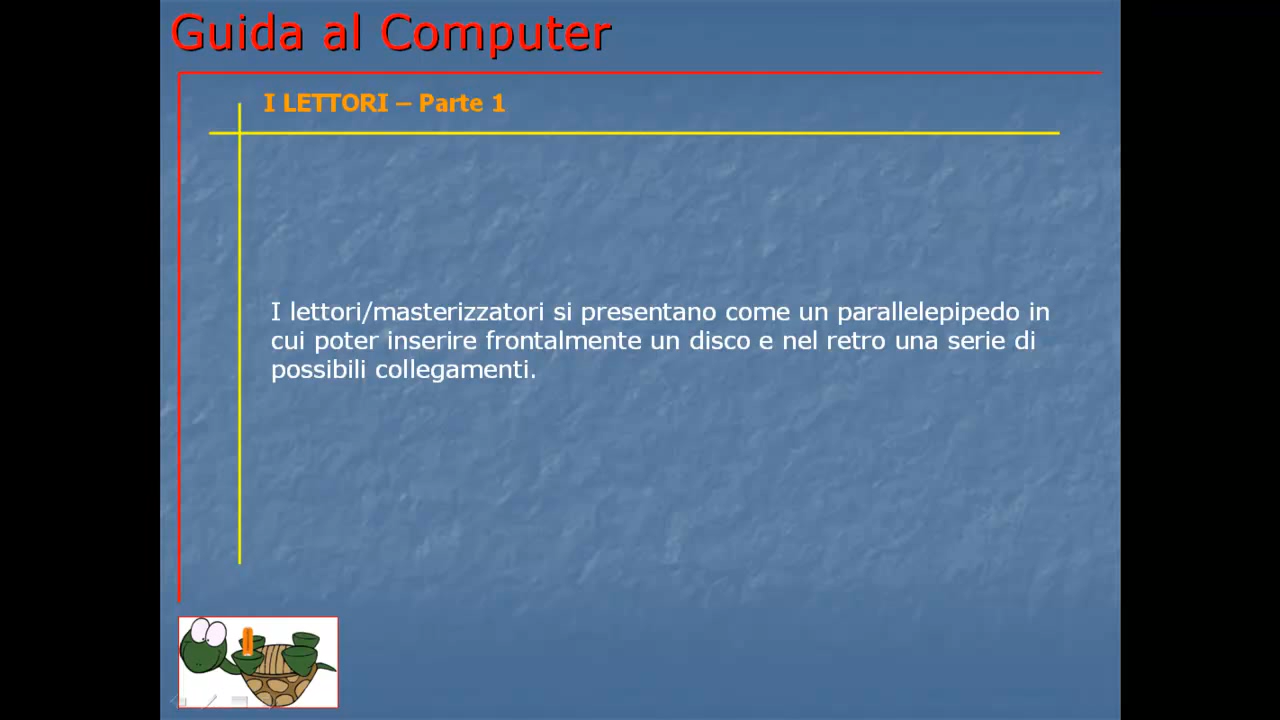 Guida al Computer
I LETTORI – Parte 1
I lettori/masterizzatori si presentano come un parallelepipedo in
cui poter inserire frontalmente un disco e nel retro una serie di
possibili collegamenti.